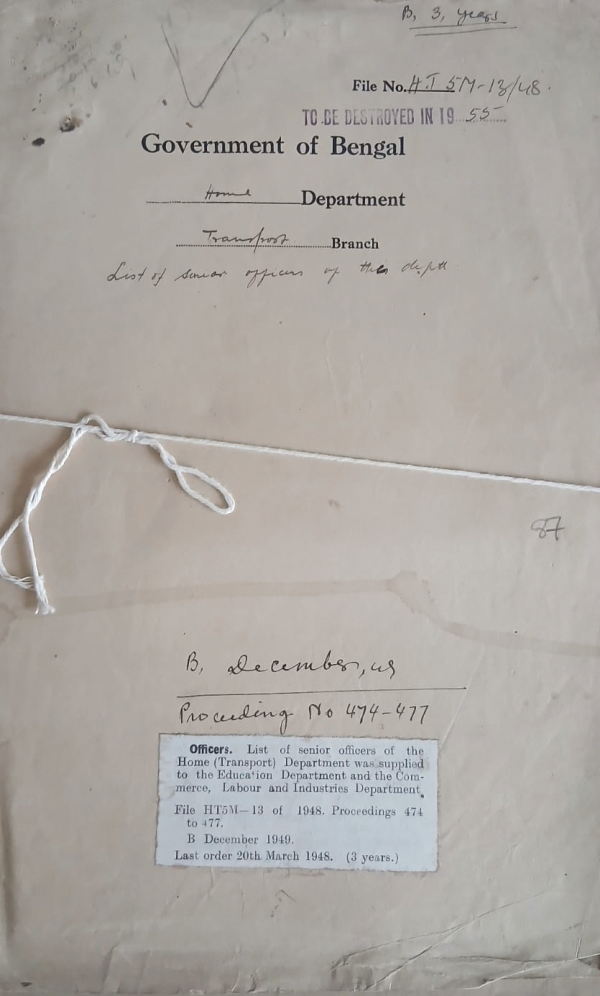 B, 3, years
File No. H.T 5M-13/48.
TO BE DESTROYED IN 19 55
Government of Bengal
Home Department
Transport Branch
List of senior officers of this deptt
87
B, December, 49
Proceeding No 474-477
Officers. List of senior officers of the
Home (Transport) Department was supplied
to the Education Department and the Com-
merce, Labour and Industries Department.
File HT5M—13 of 1948. Proceedings 474
to 477.
B December 1949.
Last order 20th March 1948. (3 years.)